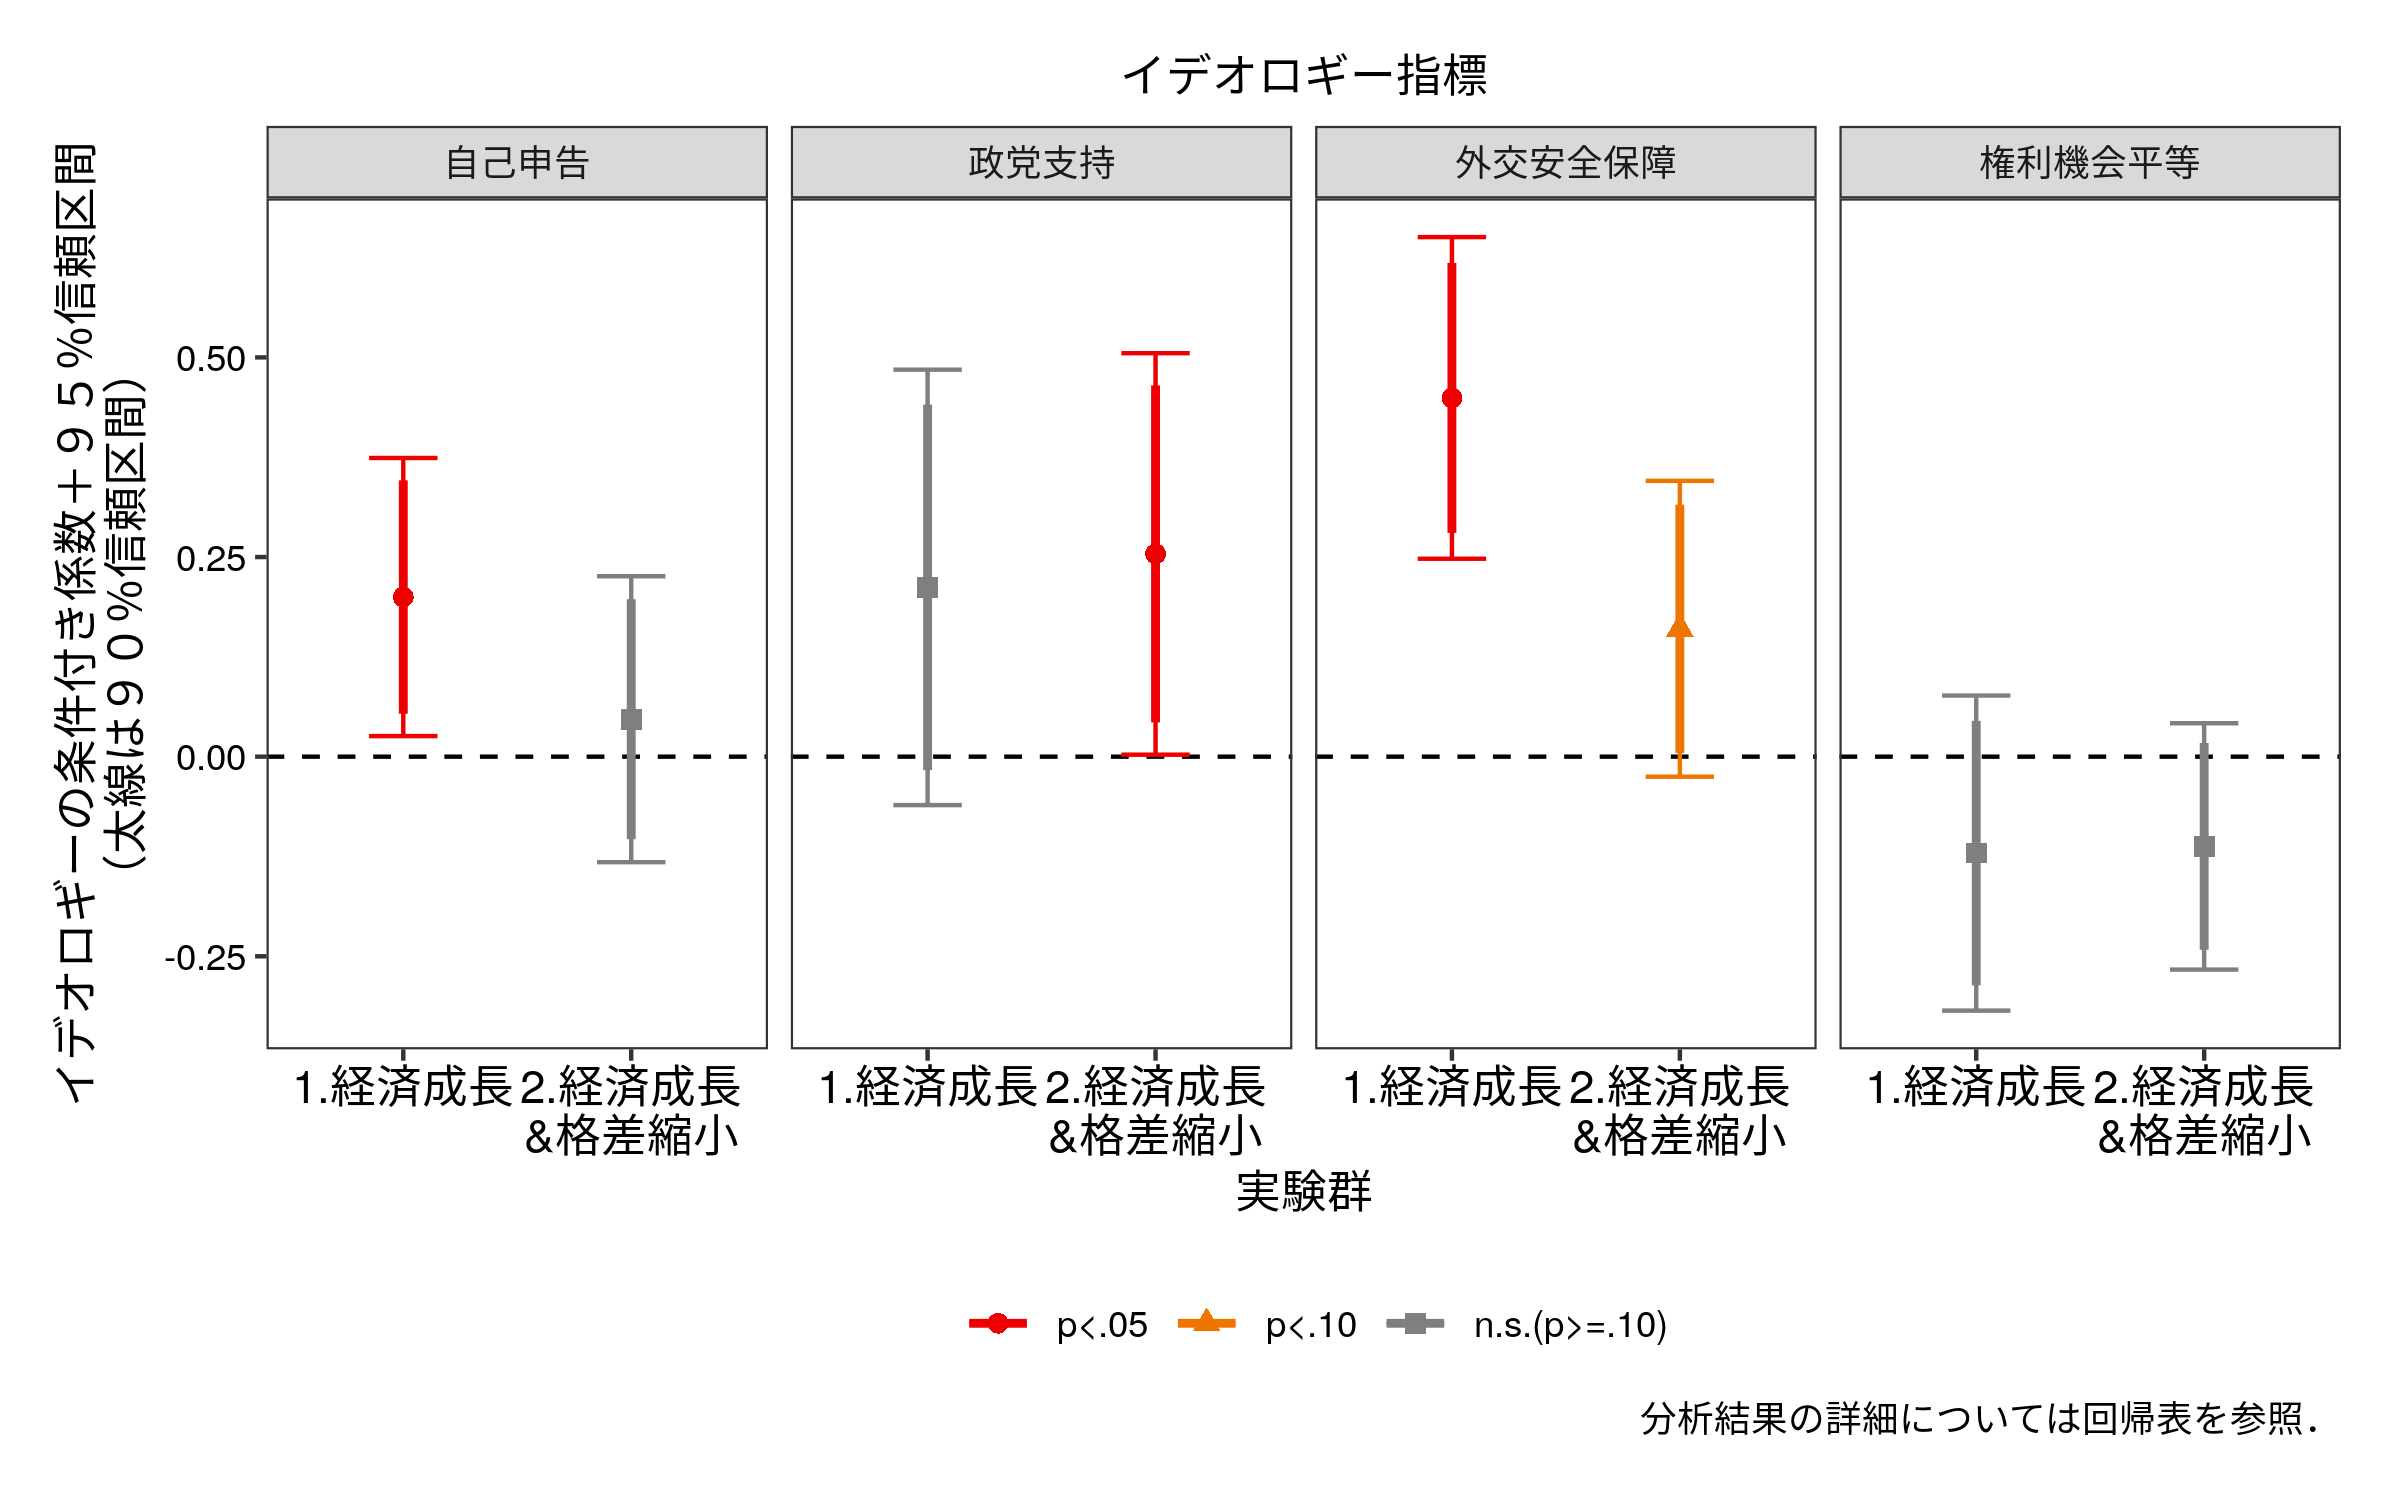 イデオロギー指標
自己申告
政党支持
外交安全保障
権利機会平等
イデオロギーの条件付き係数＋９５％信頼区間
（太線は９０％信頼区間）
0.50
0.25
0.00
-0.25
1.経済成長
2.経済成長
&格差縮小
1.経済成長
2.経済成長
&格差縮小
1.経済成長
2.経済成長
&格差縮小
1.経済成長
2.経済成長
&格差縮小
実験群
p<.05
p<.10
n.s.(p>=.10)
分析結果の詳細については回帰表を参照．